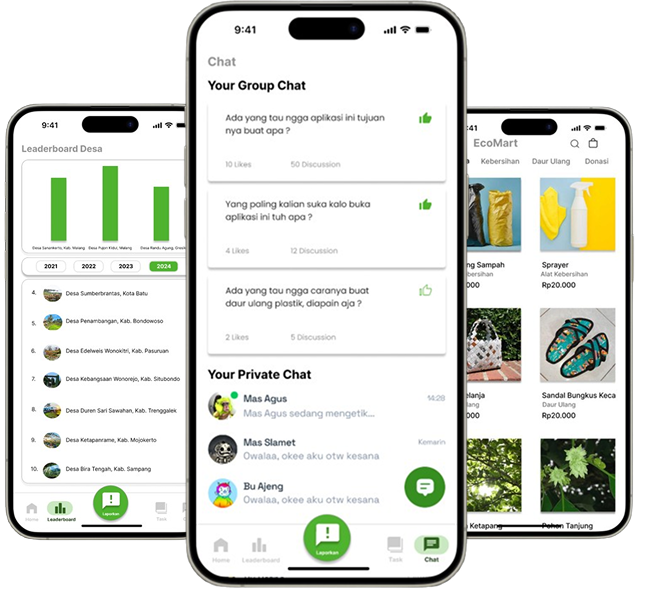 9:41
Leaderboard Desa
Desa Sanankerto, Kab. Malang
Desa Pujon Kidul, Malang
Desa Randu Agung, Gresik
2021
2022
2023
2024
4. Desa Sumberbrantas, Kota Batu
5. Desa Penambangan, Kab. Bondowoso
6. Desa Edelweis Wonokitri, Kab. Pasuruan
7. Desa Kebangsaan Wonorejo, Kab. Situbondo
8. Desa Duren Sari Sawahan, Kab. Trenggalek
9. Desa Ketapanrame, Kab. Mojokerto
10. Desa Bira Tengah, Kab. Sampang
Home
Leaderboard
Laporkan
Task
9:41
Chat
Your Group Chat
Ada yang tau ngga aplikasi ini tujuan
nya buat apa ?
10 Likes
50 Discussion
Yang paling kalian suka kalo buka
aplikasi ini tuh apa ?
4 Likes
12 Discussion
Ada yang tau ngga caranya buat
daur ulang plastik, diapain aja ?
2 Likes
5 Discussion
Your Private Chat
Mas Agus
14:28
Mas Agus sedang mengetik...
Mas Slamet
Kemarin
Owalaa, okee aku otw kesana
Bu Ajeng
Owalaa, okee aku otw kesana
Home
Leaderboard
Laporkan
Task
Chat
:41
EcoMart
Kebersihan
Daur Ulang
Donasi
ng Sampah
bersihan
000
Sprayer
Alat Kebersihan
Rp20.000
elanja
lang
000
Sandal Bungkus Keca
Daur Ulang
Rp20.000
Ketapang
Pohon Tanjung